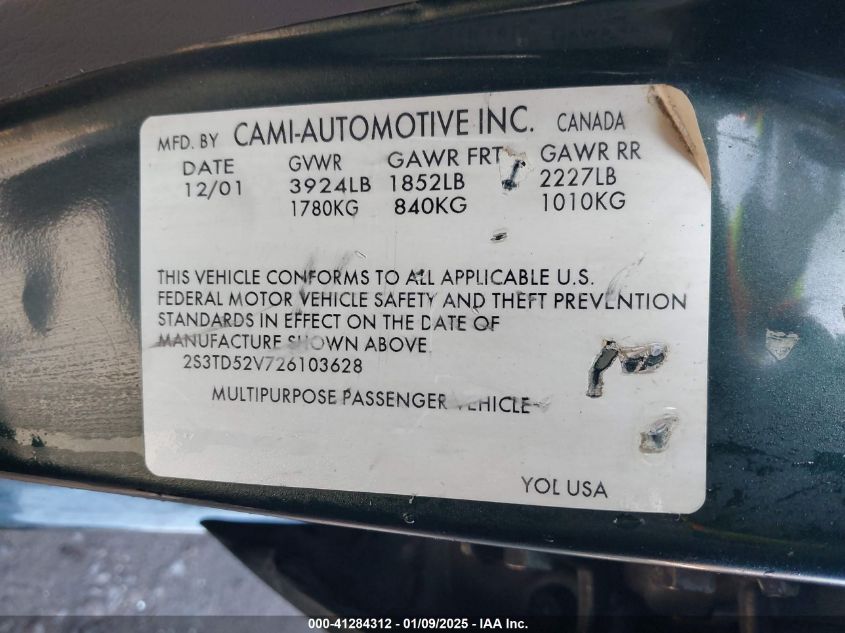 MFD. BY CAMI-AUTOMOTIVE INC. CANADA
DATE GVWR GAWR FRT GAWR RR
12/01 3924LB 1852LB 2227LB
1780KG 840KG 1010KG
THIS VEHICLE CONFORMS TO ALL APPLICABLE U.S.
FEDERAL MOTOR VEHICLE SAFETY AND THEFT PREVENTION
STANDARDS IN EFFECT ON THE DATE OF
MANUFACTURE SHOWN ABOVE.
2S3TD52V726103628
MULTIPURPOSE PASSENGER VEHICLE
YOL USA
000-41284312 / 01/09/2025 - IAA Inc.